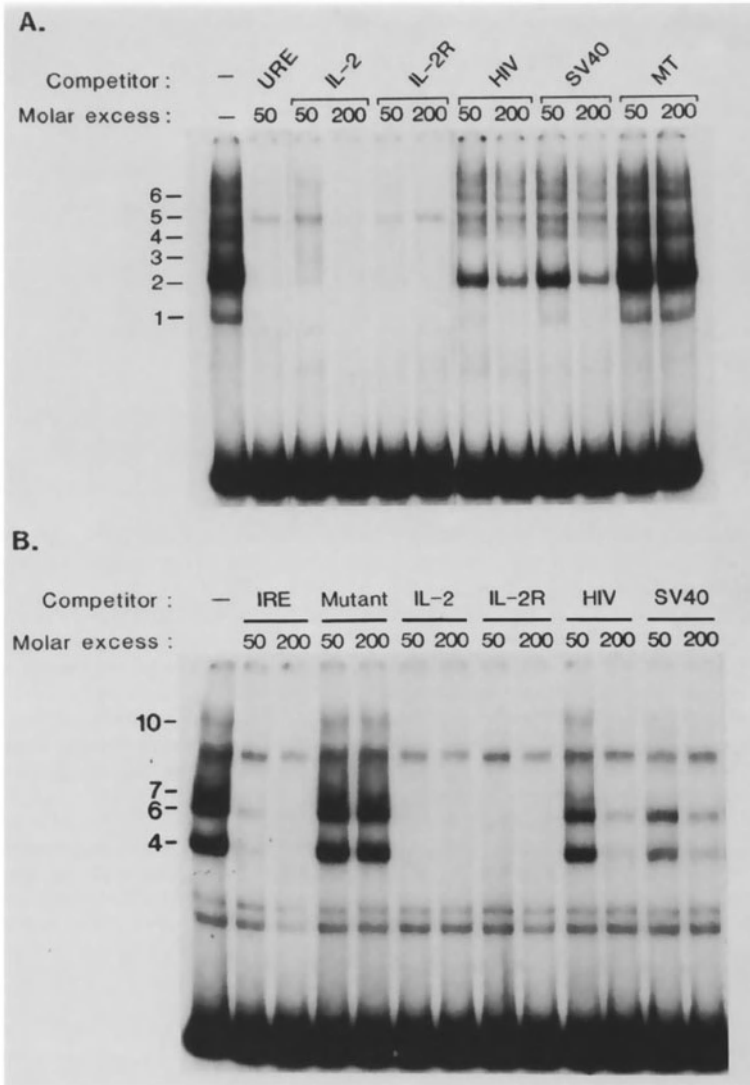 A.
Competitor : – URE IL-2 IL-2R HIV SV40 MT
Molar excess : – 50 50 200 50 200 50 200 50 200 50 200
6 –
5 –
4 –
3 –
2 –
1 –
B.
Competitor : – IRE Mutant IL-2 IL-2R HIV SV40
Molar excess : 50 200 50 200 50 200 50 200 50 200 50 200
10 –
7 –
6 –
4 –